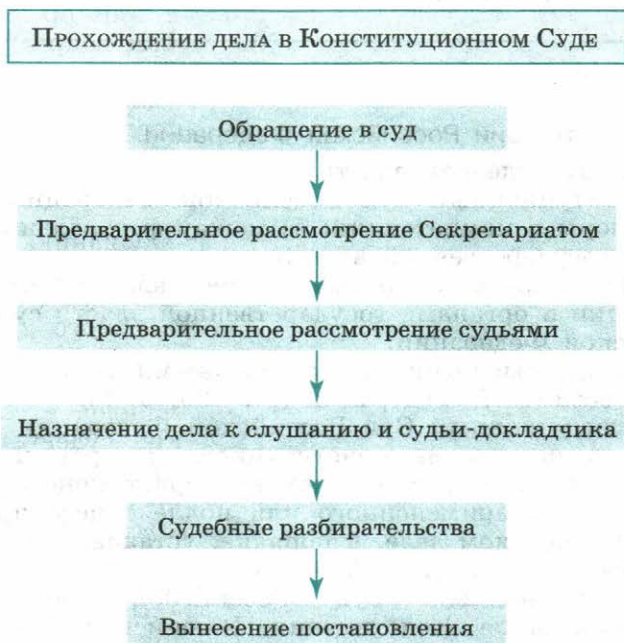 Прохождение дела в Конституционном Суде
Обращение в суд
Предварительное рассмотрение Секретариатом
Предварительное рассмотрение судьями
Назначение дела к слушанию и судьи-докладчика
Судебные разбирательства
Вынесение постановления